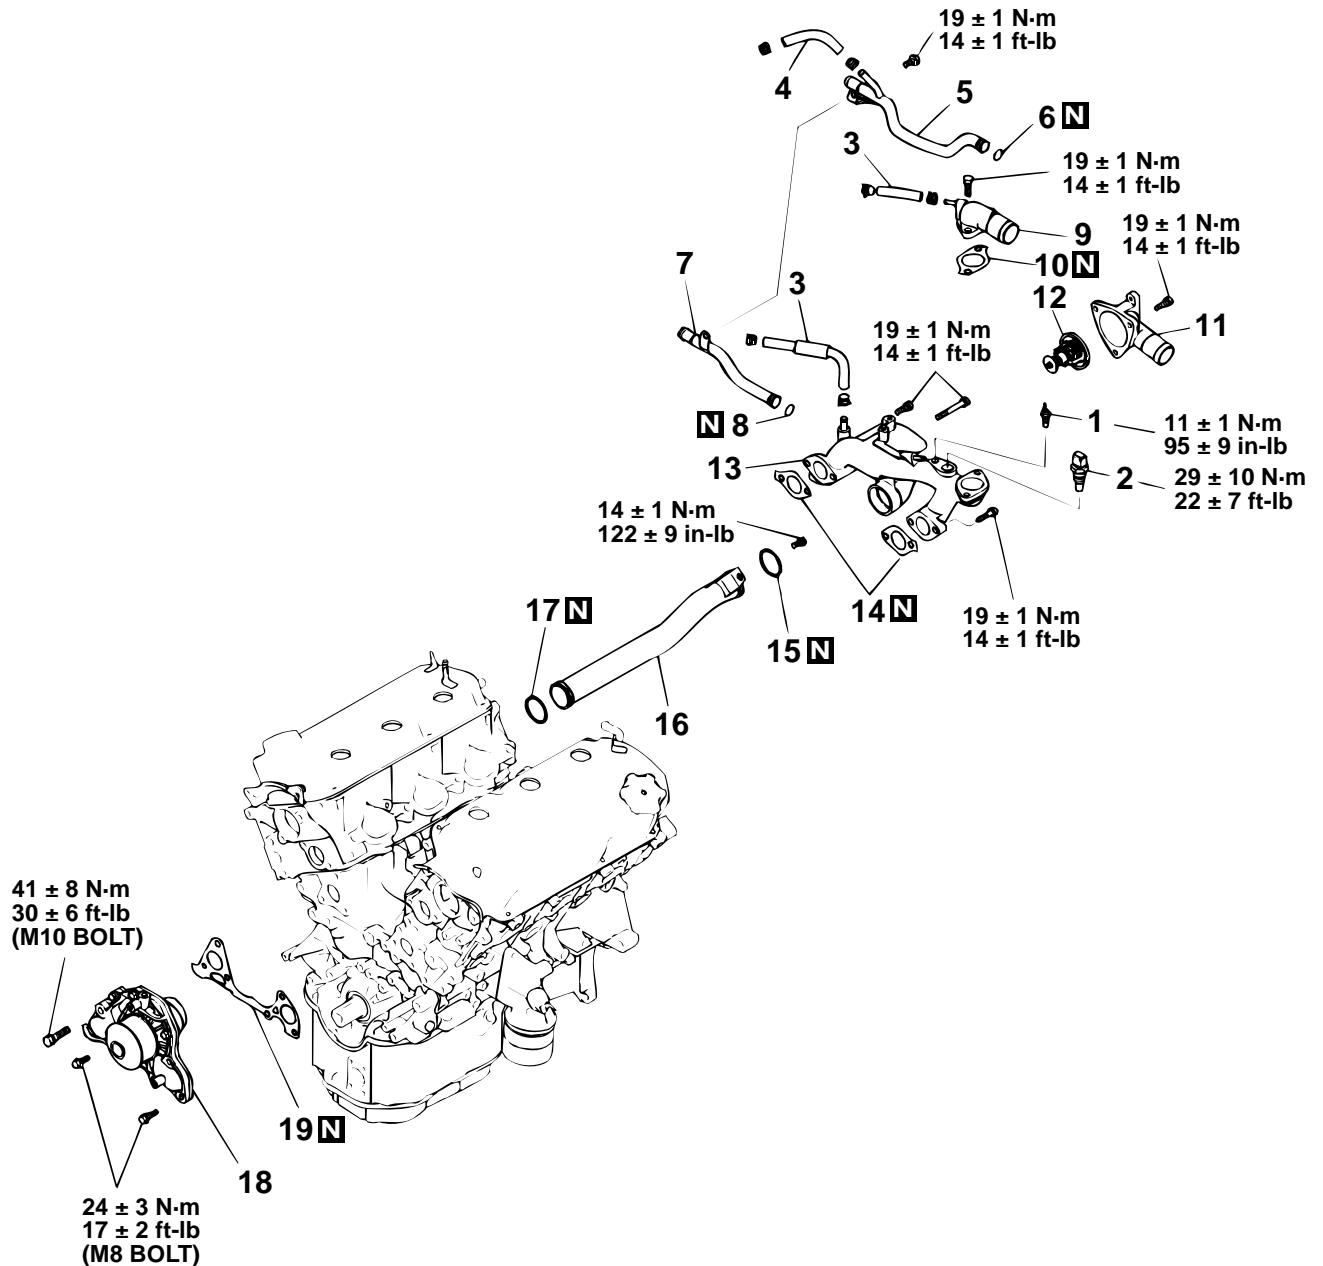 19 ± 1 N·m
14 ± 1 ft-lb
4
5
6 N
3
19 ± 1 N·m
14 ± 1 ft-lb
9
19 ± 1 N·m
14 ± 1 ft-lb
10 N
7
3
12
11
19 ± 1 N·m
14 ± 1 ft-lb
N 8
1
11 ± 1 N·m
95 ± 9 in-lb
13
2
29 ± 10 N·m
22 ± 7 ft-lb
14 ± 1 N·m
122 ± 9 in-lb
17 N
14 N
19 ± 1 N·m
14 ± 1 ft-lb
15 N
16
41 ± 8 N·m
30 ± 6 ft-lb
(M10 BOLT)
19 N
18
24 ± 3 N·m
17 ± 2 ft-lb
(M8 BOLT)